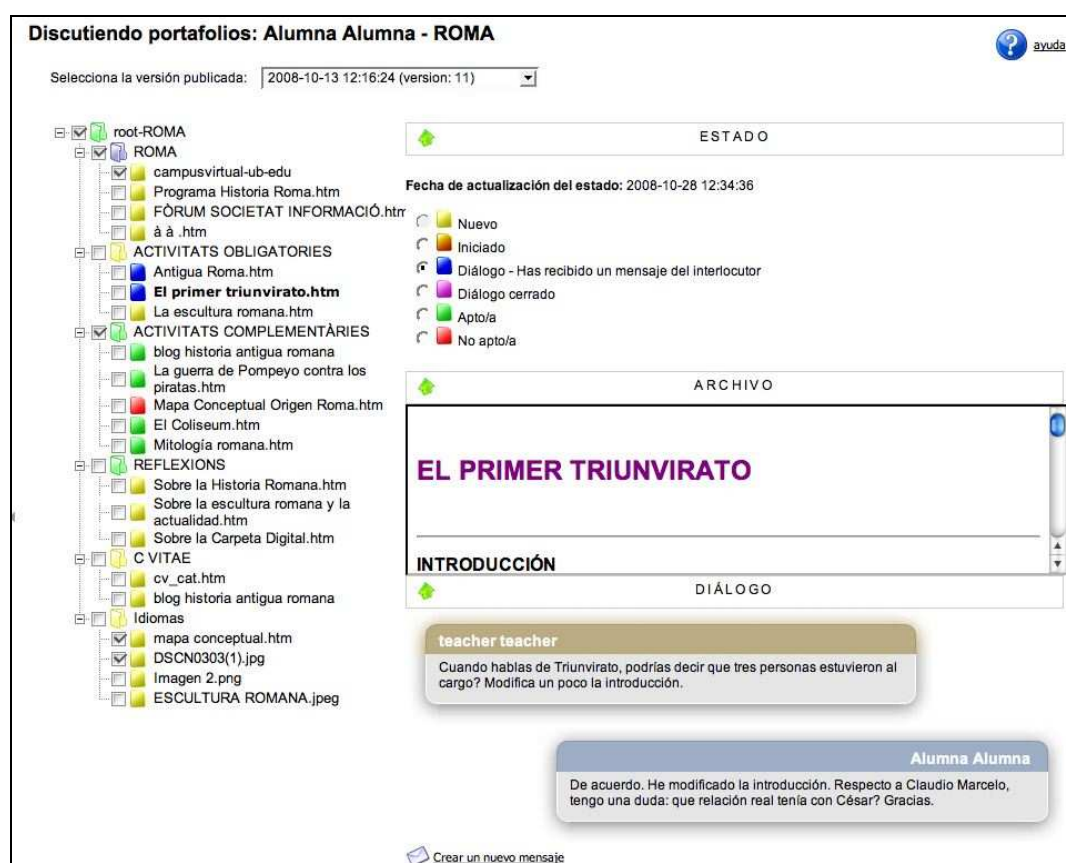 Discutiendo portafolios: Alumna Alumna - ROMA
ayuda
Selecciona la versión publicada: 2008-10-13 12:16:24 (version: 11)
root-ROMA
ROMA
campusvirtual-ub-edu
Programa Historia Roma.htm
FÒRUM SOCIETAT INFORMACIÓ.htm
à à .htm
ACTIVITATS OBLIGATORIES
Antigua Roma.htm
El primer triunvirato.htm
La escultura romana.htm
ACTIVITATS COMPLEMENTÀRIES
blog historia antigua romana
La guerra de Pompeyo contra los
piratas.htm
Mapa Conceptual Origen Roma.htm
El Coliseum.htm
Mitología romana.htm
REFLEXIONS
Sobre la Historia Romana.htm
Sobre la escultura romana y la
actualidad.htm
Sobre la Carpeta Digital.htm
C VITAE
cv_cat.htm
blog historia antigua romana
Idiomas
mapa conceptual.htm
DSCN0303(1).jpg
Imagen 2.png
ESCULTURA ROMANA.jpeg
ESTADO
Fecha de actualización del estado: 2008-10-28 12:34:36
Nuevo
Iniciado
Diálogo - Has recibido un mensaje del interlocutor
Diálogo cerrado
Apto/a
No apto/a
ARCHIVO
EL PRIMER TRIUNVIRATO
INTRODUCCIÓN
DIÁLOGO
teacher teacher
Cuando hablas de Triunvirato, podrías decir que tres personas estuvieron al
cargo? Modifica un poco la introducción.
Alumna Alumna
De acuerdo. He modificado la introducción. Respecto a Claudio Marcelo,
tengo una duda: que relación real tenía con César? Gracias.
Crear un nuevo mensaje